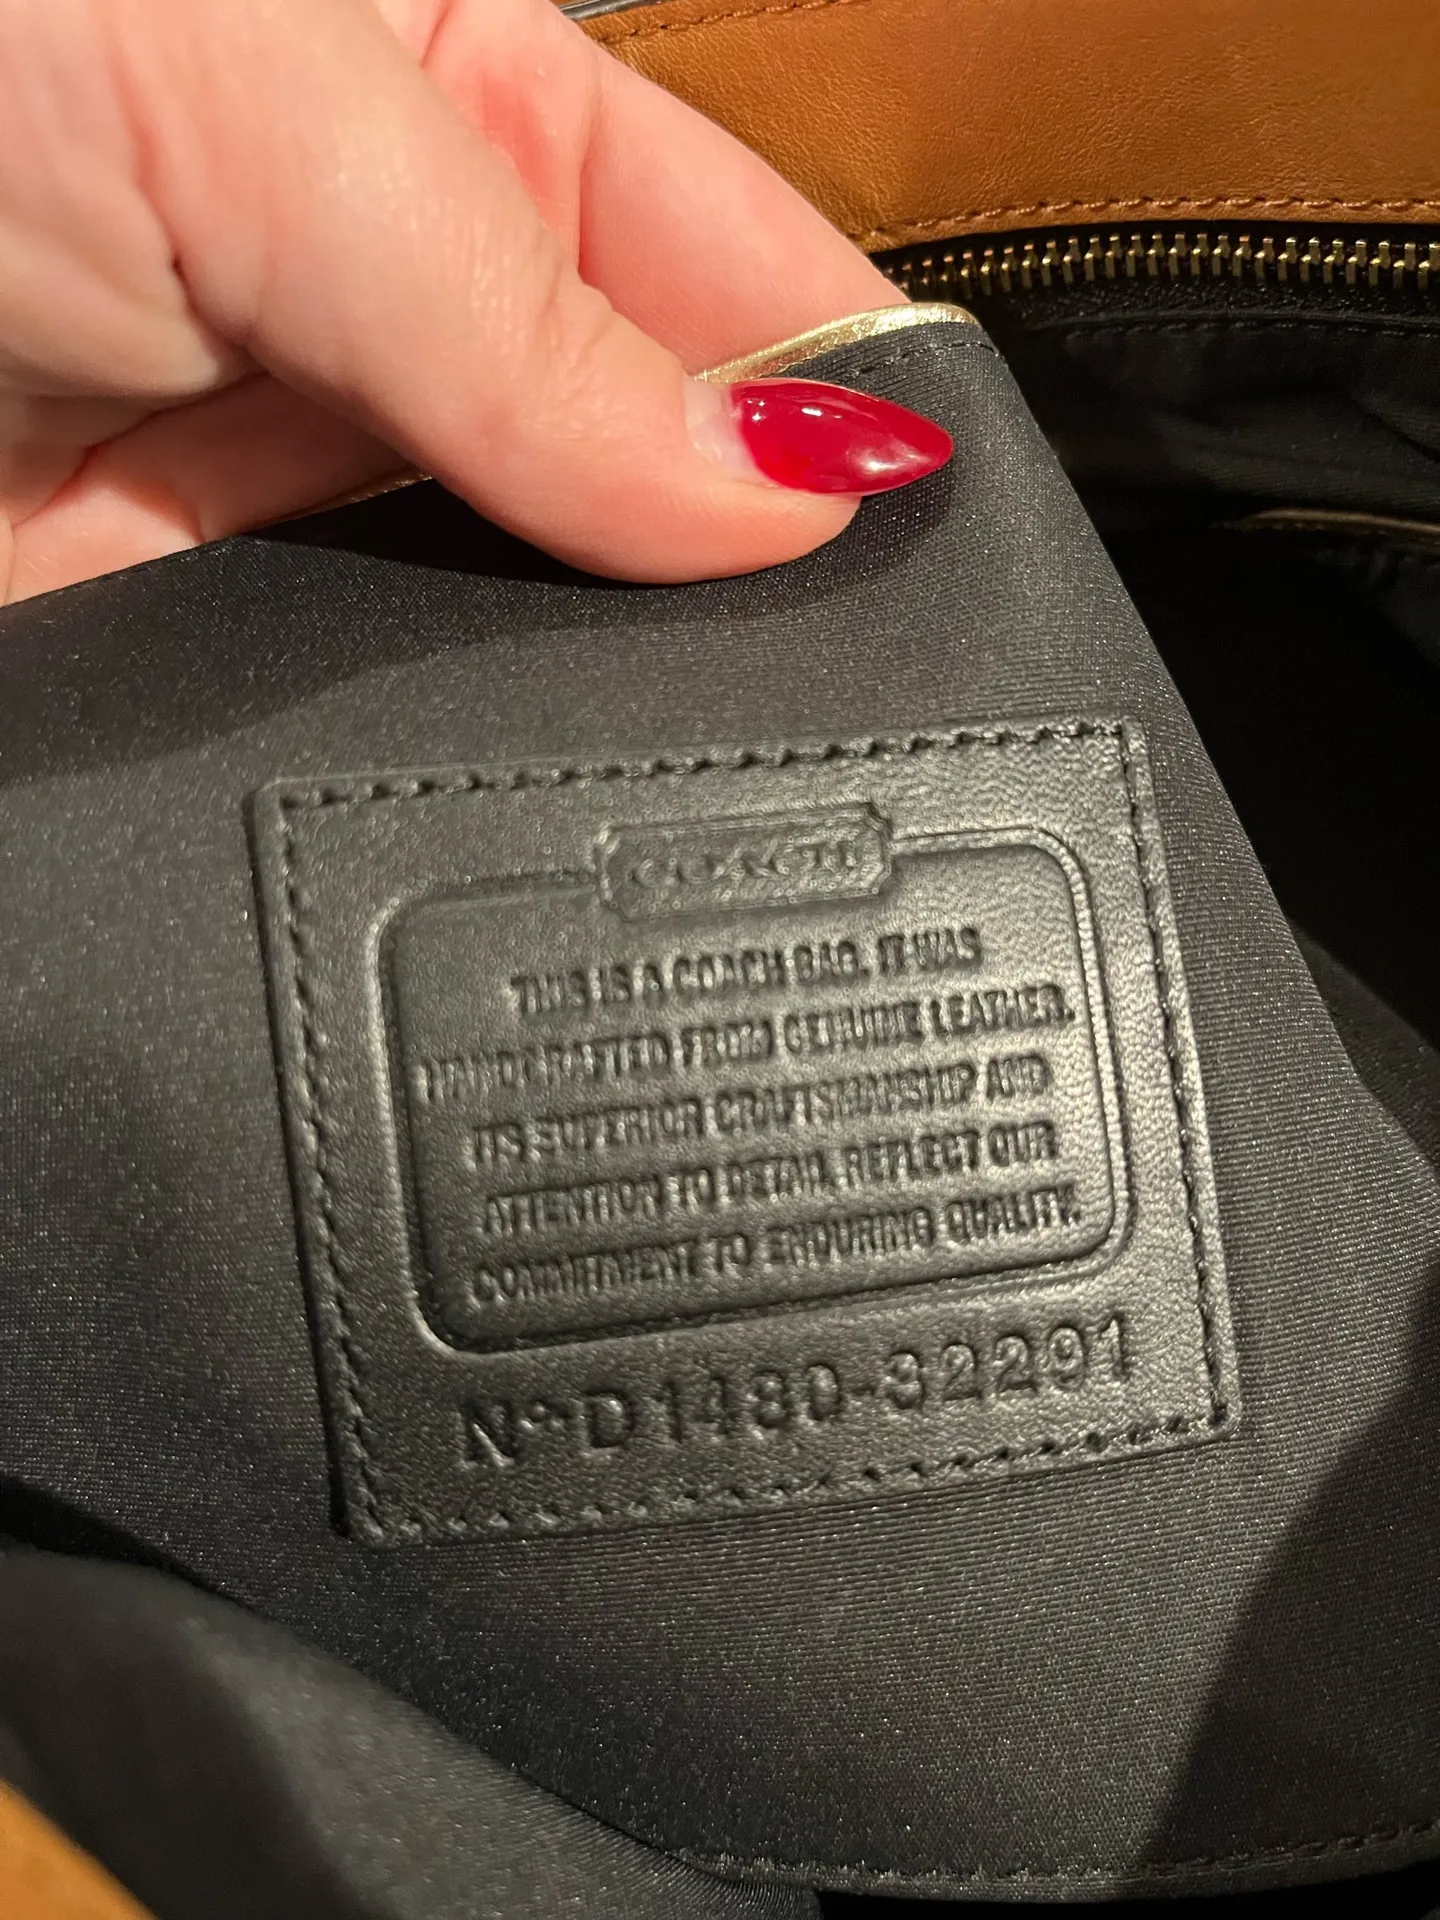 COACH
THIS IS A COACH BAG. IT WAS
HANDCRAFTED FROM GENUINE LEATHER.
ITS SUPERIOR CRAFTSMANSHIP AND
ATTENTION TO DETAIL REFLECT OUR
COMMITMENT TO ENDURING QUALITY.
Nº D1480-32291